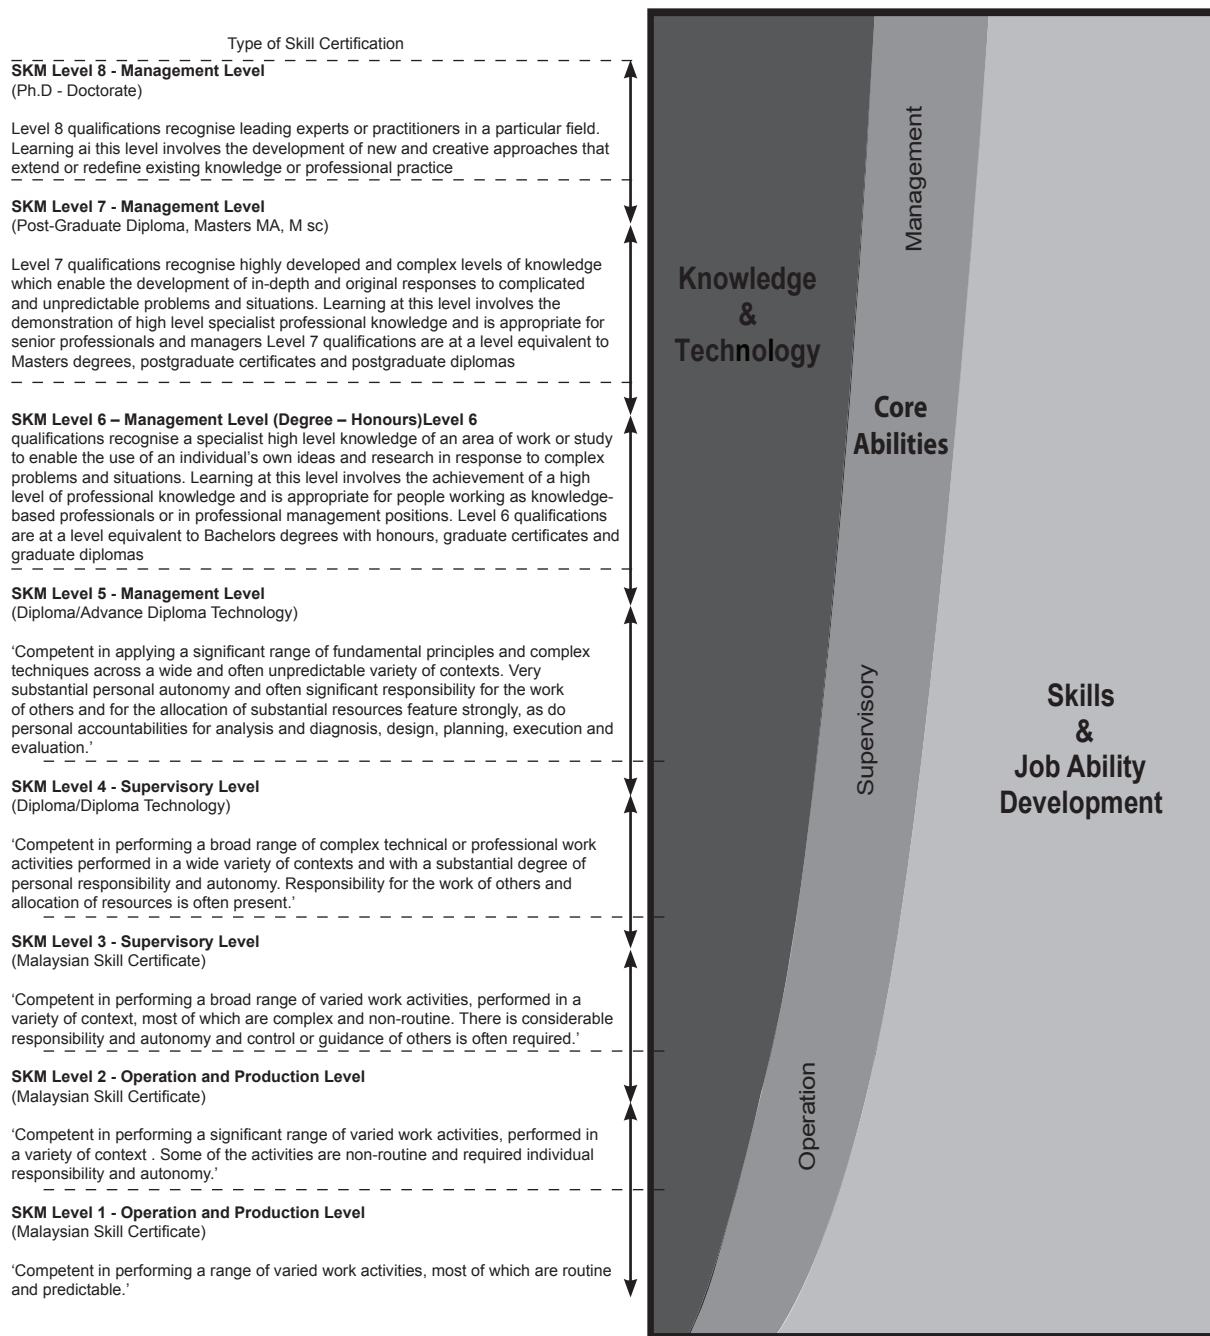 Type of Skill Certification
SKM Level 8 - Management Level
(Ph.D - Doctorate)
Level 8 qualifications recognise leading experts or practitioners in a particular field.
Learning ai this level involves the development of new and creative approaches that
extend or redefine existing knowledge or professional practice
SKM Level 7 - Management Level
(Post-Graduate Diploma, Masters MA, M sc)
Level 7 qualifications recognise highly developed and complex levels of knowledge
which enable the development of in-depth and original responses to complicated
and unpredictable problems and situations. Learning at this level involves the
demonstration of high level specialist professional knowledge and is appropriate for
senior professionals and managers Level 7 qualifications are at a level equivalent to
Masters degrees, postgraduate certificates and postgraduate diplomas
SKM Level 6 – Management Level (Degree – Honours)Level 6
qualifications recognise a specialist high level knowledge of an area of work or study
to enable the use of an individual’s own ideas and research in response to complex
problems and situations. Learning at this level involves the achievement of a high
level of professional knowledge and is appropriate for people working as knowledge-
based professionals or in professional management positions. Level 6 qualifications
are at a level equivalent to Bachelors degrees with honours, graduate certificates and
graduate diplomas
SKM Level 5 - Management Level
(Diploma/Advance Diploma Technology)
‘Competent in applying a significant range of fundamental principles and complex
techniques across a wide and often unpredictable variety of contexts. Very
substantial personal autonomy and often significant responsibility for the work
of others and for the allocation of substantial resources feature strongly, as do
personal accountabilities for analysis and diagnosis, design, planning, execution and
evaluation.’
SKM Level 4 - Supervisory Level
(Diploma/Diploma Technology)
‘Competent in performing a broad range of complex technical or professional work
activities performed in a wide variety of contexts and with a substantial degree of
personal responsibility and autonomy. Responsibility for the work of others and
allocation of resources is often present.’
SKM Level 3 - Supervisory Level
(Malaysian Skill Certificate)
‘Competent in performing a broad range of varied work activities, performed in a
variety of context, most of which are complex and non-routine. There is considerable
responsibility and autonomy and control or guidance of others is often required.’
SKM Level 2 - Operation and Production Level
(Malaysian Skill Certificate)
‘Competent in performing a significant range of varied work activities, performed in
a variety of context . Some of the activities are non-routine and required individual
responsibility and autonomy.’
SKM Level 1 - Operation and Production Level
(Malaysian Skill Certificate)
‘Competent in performing a range of varied work activities, most of which are routine
and predictable.’
Knowledge
&
Technology
Management
Core
Abilities
Supervisory
Operation
Skills
&
Job Ability
Development